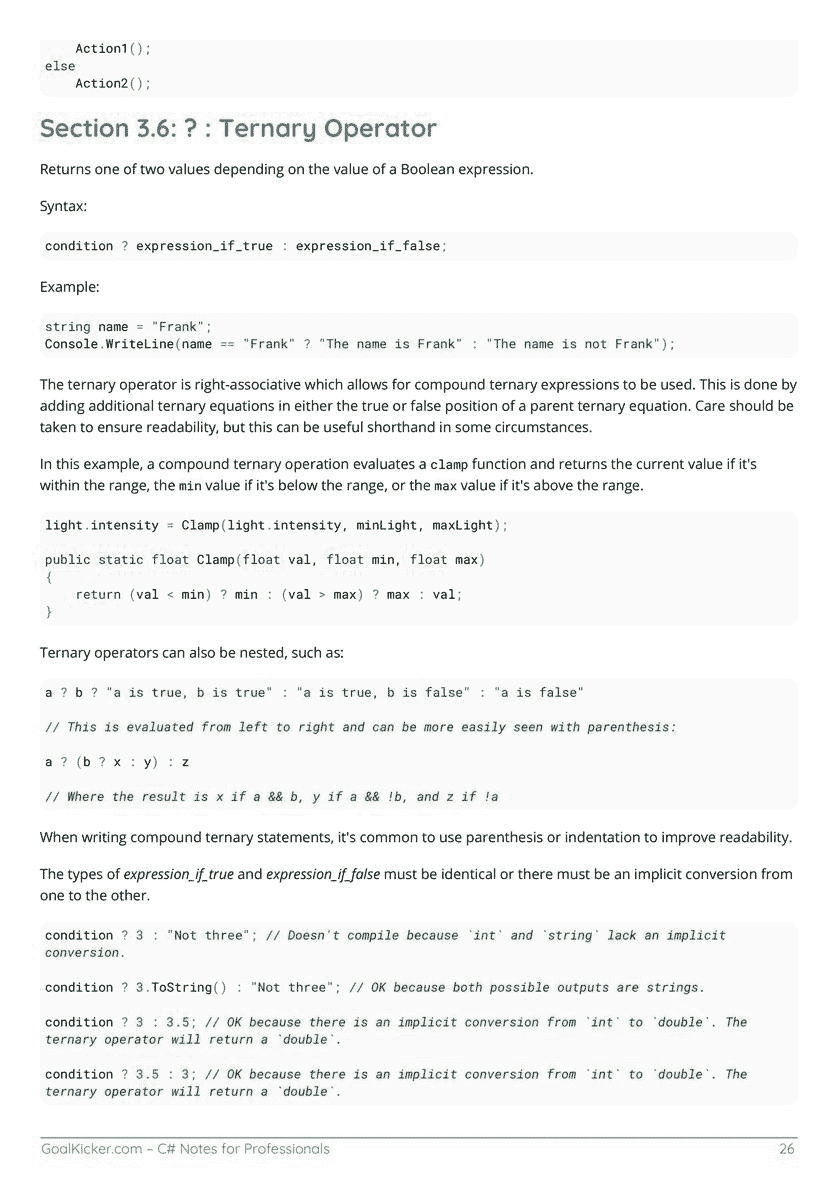 Action1();
else
    Action2();
Section 3.6: ? : Ternary Operator
Returns one of two values depending on the value of a Boolean expression.
Syntax:
condition ? expression_if_true : expression_if_false;
Example:
string name = "Frank";
Console.WriteLine(name == "Frank" ? "The name is Frank" : "The name is not Frank");
The ternary operator is right-associative which allows for compound ternary expressions to be used. This is done by
adding additional ternary equations in either the true or false position of a parent ternary equation. Care should be
taken to ensure readability, but this can be useful shorthand in some circumstances.
In this example, a compound ternary operation evaluates a clamp function and returns the current value if it's
within the range, the min value if it's below the range, or the max value if it's above the range.
light.intensity = Clamp(light.intensity, minLight, maxLight);
public static float Clamp(float val, float min, float max)
{
    return (val < min) ? min : (val > max) ? max : val;
}
Ternary operators can also be nested, such as:
a ? b ? "a is true, b is true" : "a is true, b is false" : "a is false"
// This is evaluated from left to right and can be more easily seen with parenthesis:
a ? (b ? x : y) : z
// Where the result is x if a && b, y if a && !b, and z if !a
When writing compound ternary statements, it's common to use parenthesis or indentation to improve readability.
The types of expression_if_true and expression_if_false must be identical or there must be an implicit conversion from
one to the other.
condition ? 3 : "Not three"; // Doesn't compile because `int` and `string` lack an implicit
conversion.
condition ? 3.ToString() : "Not three"; // OK because both possible outputs are strings.
condition ? 3 : 3.5; // OK because there is an implicit conversion from `int` to `double`. The
ternary operator will return a `double`.
condition ? 3.5 : 3; // OK because there is an implicit conversion from `int` to `double`. The
ternary operator will return a `double`.
GoalKicker.com – C# Notes for Professionals 26